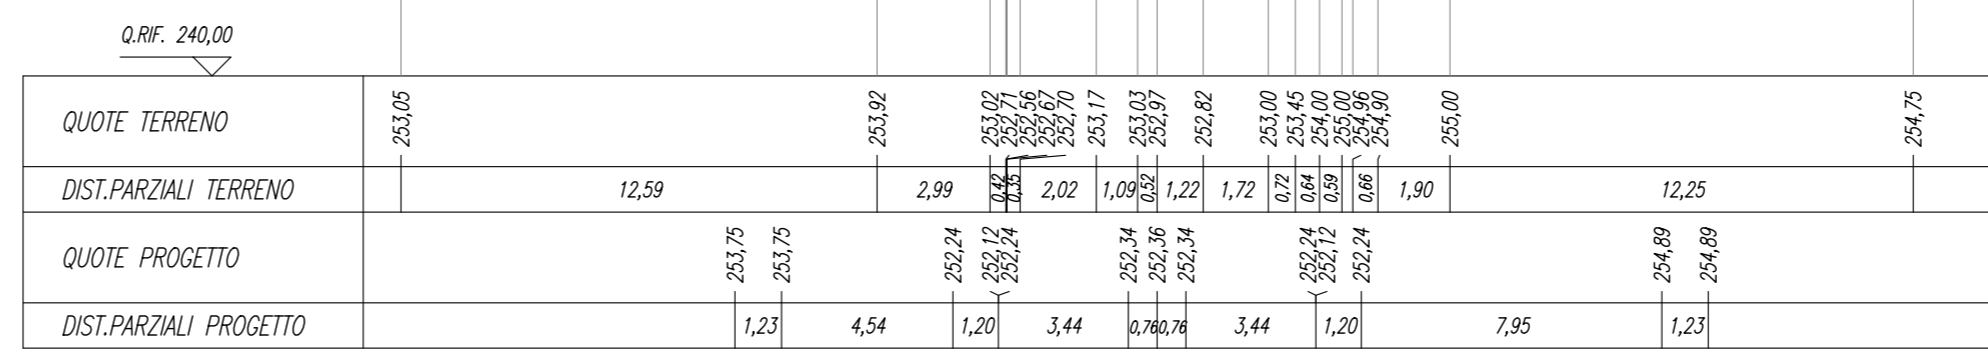 Q.RIF. 240,00
QUOTE TERRENO 253,05 253,92 253,02 252,71 252,56 252,67 252,70 253,17 253,03 252,97 252,82 253,00 253,45 254,00 255,00 254,96 254,90 255,00 254,75
DIST.PARZIALI TERRENO 12,59 2,99 0,42 0,35 2,02 1,09 0,52 1,22 1,72 0,72 0,64 0,59 0,66 1,90 12,25
QUOTE PROGETTO 253,75 253,75 252,24 252,12 252,24 252,34 252,36 252,34 252,24 252,12 252,24 254,89 254,89
DIST.PARZIALI PROGETTO 1,23 4,54 1,20 3,44 0,76 0,76 3,44 1,20 7,95 1,23